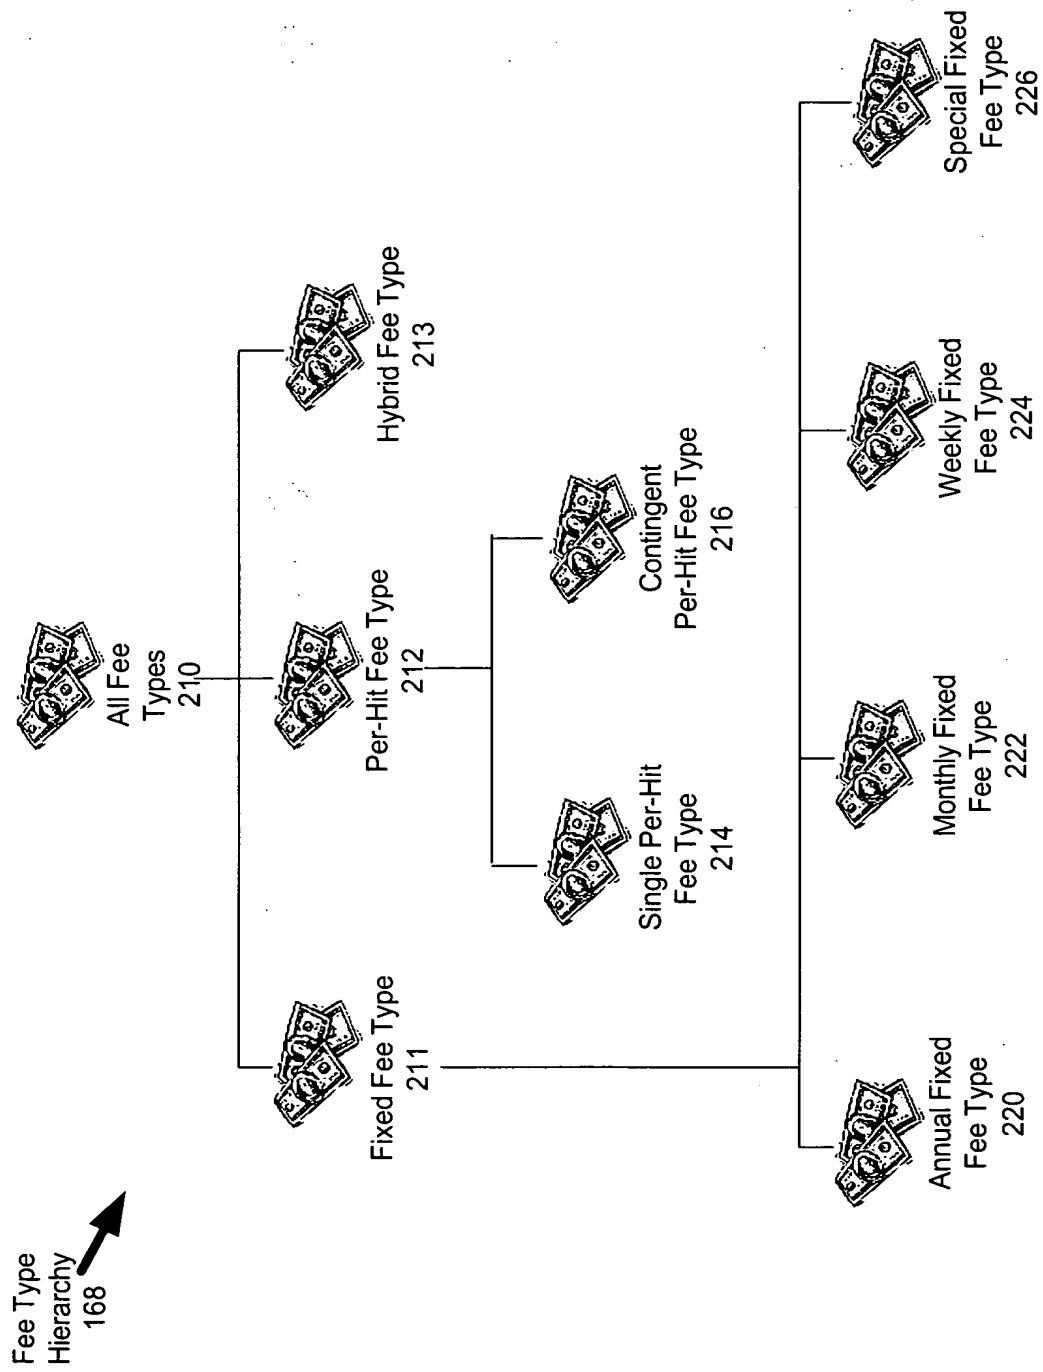 Fee Type
Hierarchy
168
All Fee
Types
210
Fixed Fee Type
211
Per-Hit Fee Type
212
Hybrid Fee Type
213
Single Per-Hit
Fee Type
214
Contingent
Per-Hit Fee Type
216
Annual Fixed
Fee Type
220
Monthly Fixed
Fee Type
222
Weekly Fixed
Fee Type
224
Special Fixed
Fee Type
226